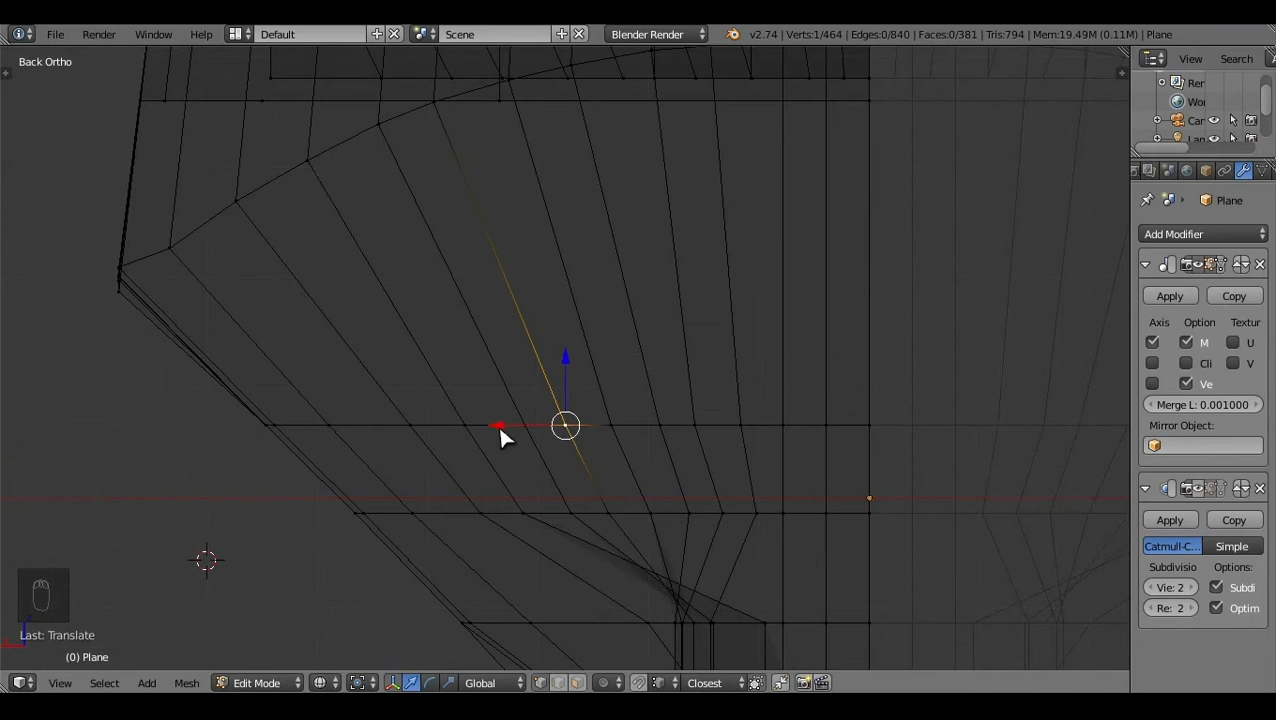 File Render Window Help Default Scene Blender Render v2.74 | Verts:1/464 | Edges:0/840 | Faces:0/381 | Tris:794 | Mem:19.49M (0.11M) | Plane
Back Ortho
View Search
Rer
Wor
Car
Plane
Add Modifier
Apply Copy
Axis Option Textur
M U
Cli V
Ve
Merge L: 0.001000
Mirror Object:
Apply Copy
Catmull-C... Simple
Subdivisio Options:
Vie: 2 Subdi
Re: 2 Optim
Last: Translate
(0) Plane
View Select Add Mesh Edit Mode Global Closest